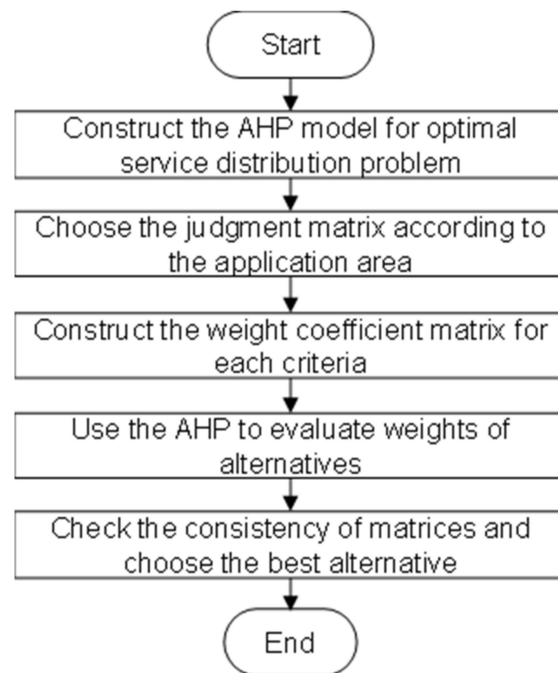 Start
Construct the AHP model for optimal
service distribution problem
Choose the judgment matrix according to
the application area
Construct the weight coefficient matrix for
each criteria
Use the AHP to evaluate weights of
alternatives
Check the consistency of matrices and
choose the best alternative
End